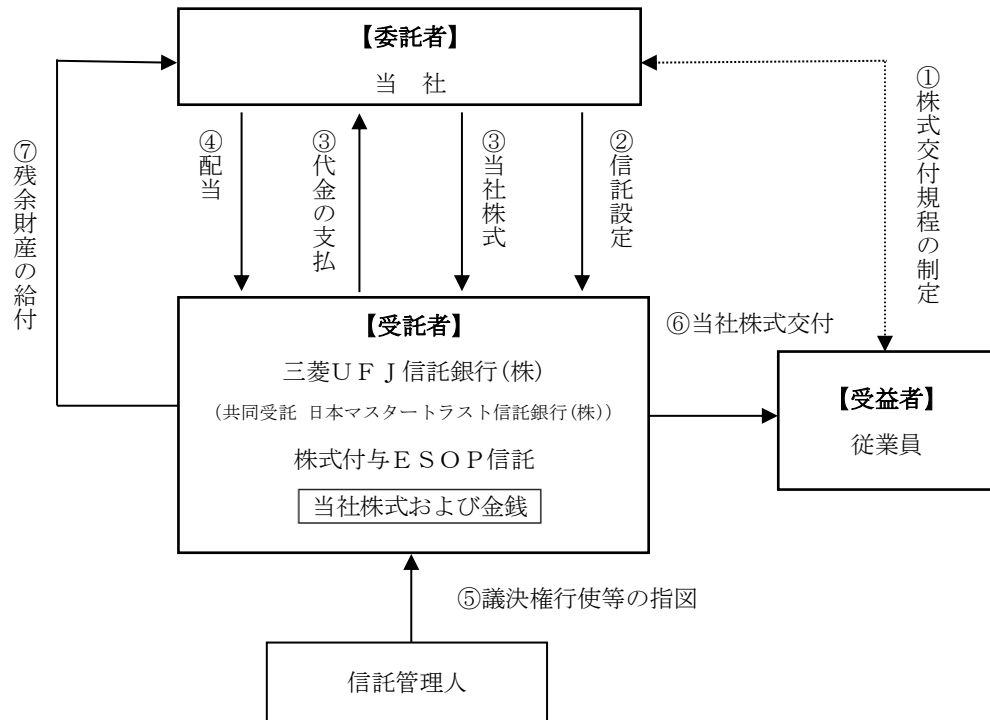 【委託者】
当 社
①株式交付規程の制定
②信託設定
③当社株式
③代金の支払
④配当
⑦残余財産の給付
【受託者】
三菱UFJ信託銀行(株)
(共同受託 日本マスタートラスト信託銀行(株))
株式付与ESOP信託
当社株式および金銭
⑥当社株式交付
【受益者】
従業員
⑤議決権行使等の指図
信託管理人